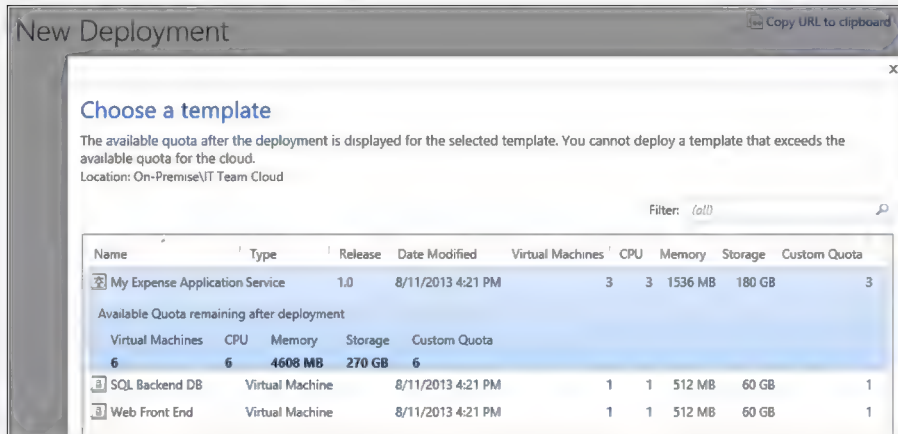 New Deployment
Copy URL to clipboard
x
Choose a template
The available quota after the deployment is displayed for the selected template. You cannot deploy a template that exceeds the
available quota for the cloud.
Location: On-Premise\IT Team Cloud
Filter: (all)
Name Type Release Date Modified Virtual Machines CPU Memory Storage Custom Quota
My Expense Application Service 1.0 8/11/2013 4:21 PM 3 3 1536 MB 180 GB 3
Available Quota remaining after deployment
Virtual Machines CPU Memory Storage Custom Quota
6 6 4608 MB 270 GB 6
SQL Backend DB Virtual Machine 8/11/2013 4:21 PM 1 1 512 MB 60 GB 1
Web Front End Virtual Machine 8/11/2013 4:21 PM 1 1 512 MB 60 GB 1